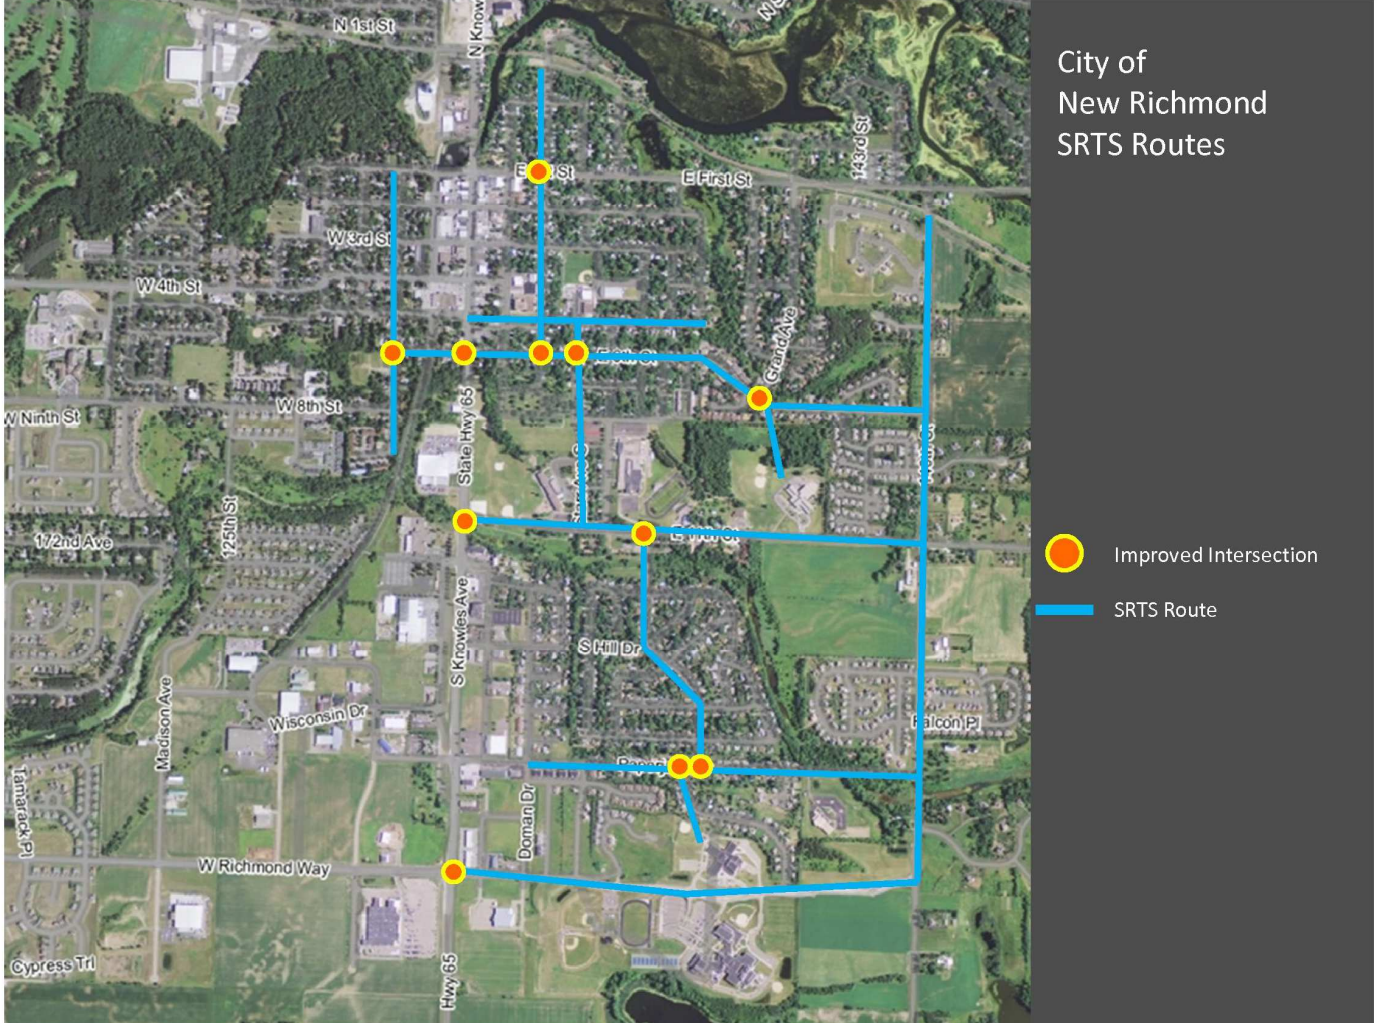 City of
New Richmond
SRTS Routes
N 1st St
N Know
143rd St
E First St
W 3rd St
W 4th St
Grand Ave
W 8th St
W Ninth St
State Hwy 65
125th St
172nd Ave
Improved Intersection
SRTS Route
S Knowles Ave
S Hill Dr
Madison Ave
Wisconsin Dr
Falcon Pl
Tamarack Pl
Doman Dr
W Richmond Way
Cypress Trl
Hwy 65